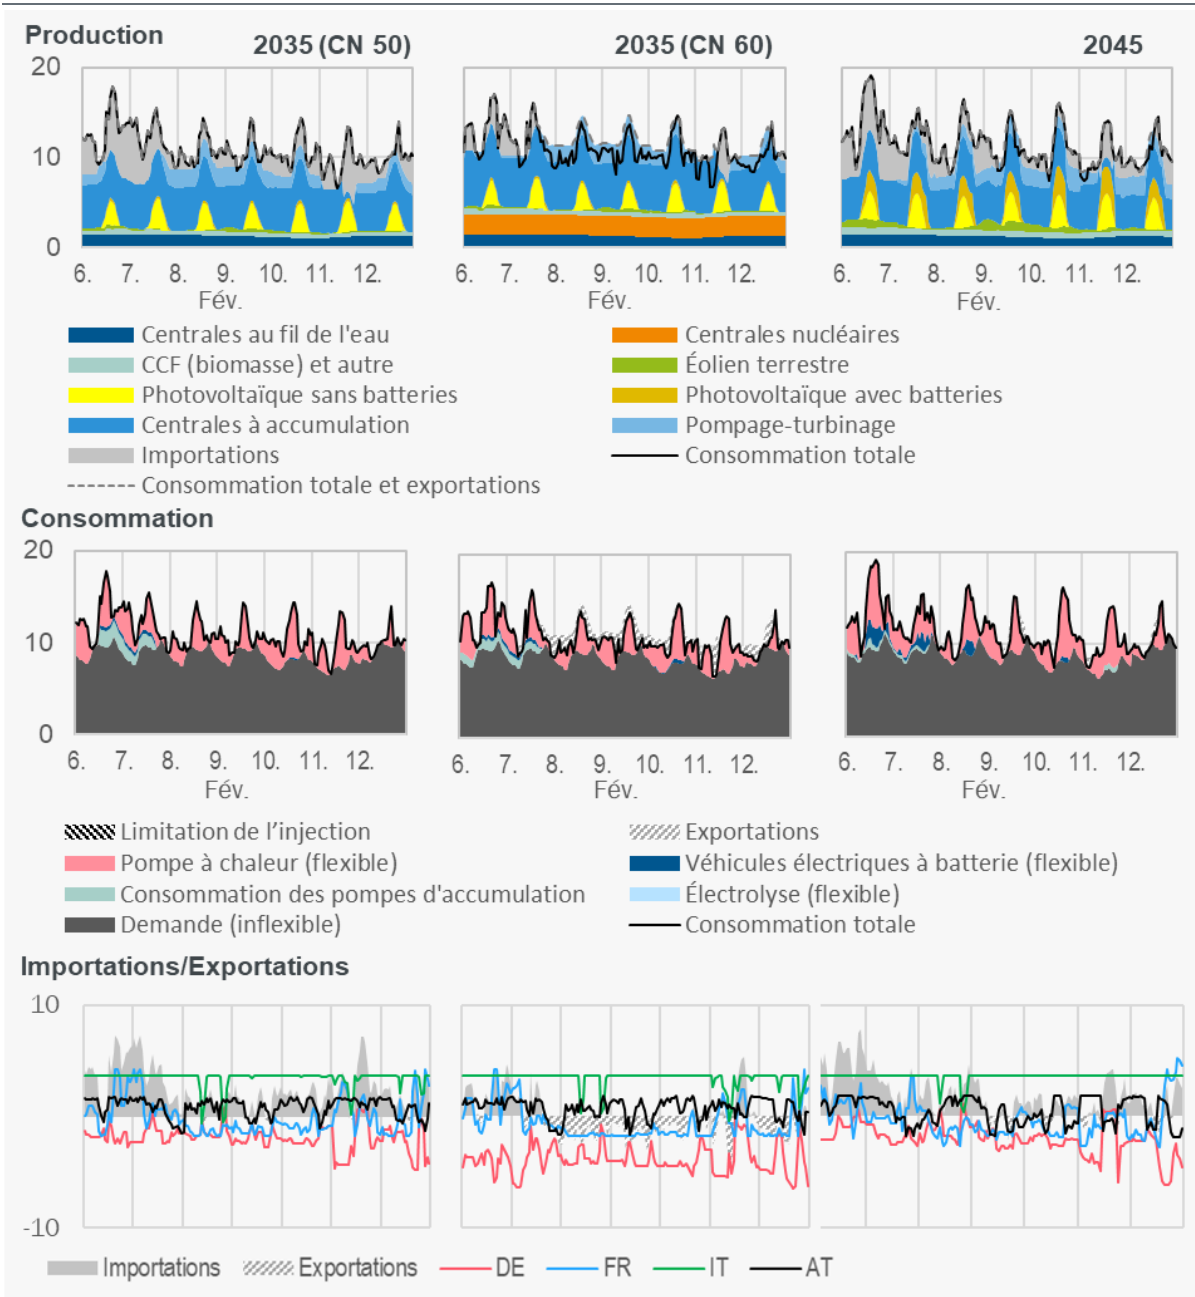 Production
2035 (CN 50)
2035 (CN 60)
2045
20
10
0
6. 7. 8. 9. 10. 11. 12.
6. 7. 8. 9. 10. 11. 12.
6. 7. 8. 9. 10. 11. 12.
Fév.
Fév.
Fév.
Centrales au fil de l'eau
Centrales nucléaires
CCF (biomasse) et autre
Éolien terrestre
Photovoltaïque sans batteries
Photovoltaïque avec batteries
Centrales à accumulation
Pompage-turbinage
Importations
Consommation totale
Consommation totale et exportations
Consommation
20
10
0
6. 7. 8. 9. 10. 11. 12.
6. 7. 8. 9. 10. 11. 12.
6. 7. 8. 9. 10. 11. 12.
Fév.
Fév.
Fév.
Limitation de l’injection
Exportations
Pompe à chaleur (flexible)
Véhicules électriques à batterie (flexible)
Consommation des pompes d'accumulation
Électrolyse (flexible)
Demande (inflexible)
Consommation totale
Importations/Exportations
10
-10
Importations
Exportations
DE
FR
IT
AT